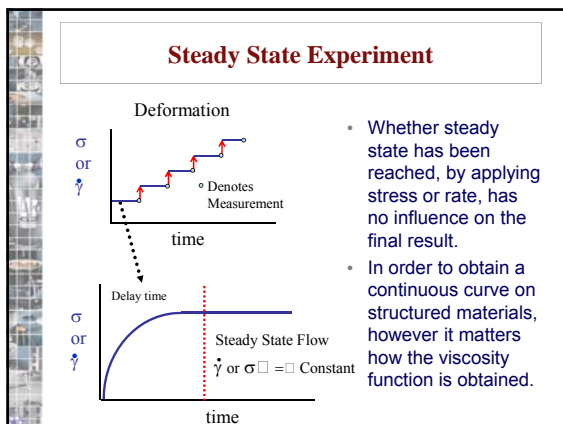 Steady State Experiment
Deformation
σ
or
γ̇
° Denotes
Measurement
time
Delay time
σ
or
γ̇
Steady State Flow
γ̇ or σ □ =□ Constant
time
• Whether steady
state has been
reached, by applying
stress or rate, has
no influence on the
final result.
• In order to obtain a
continuous curve on
structured materials,
however it matters
how the viscosity
function is obtained.